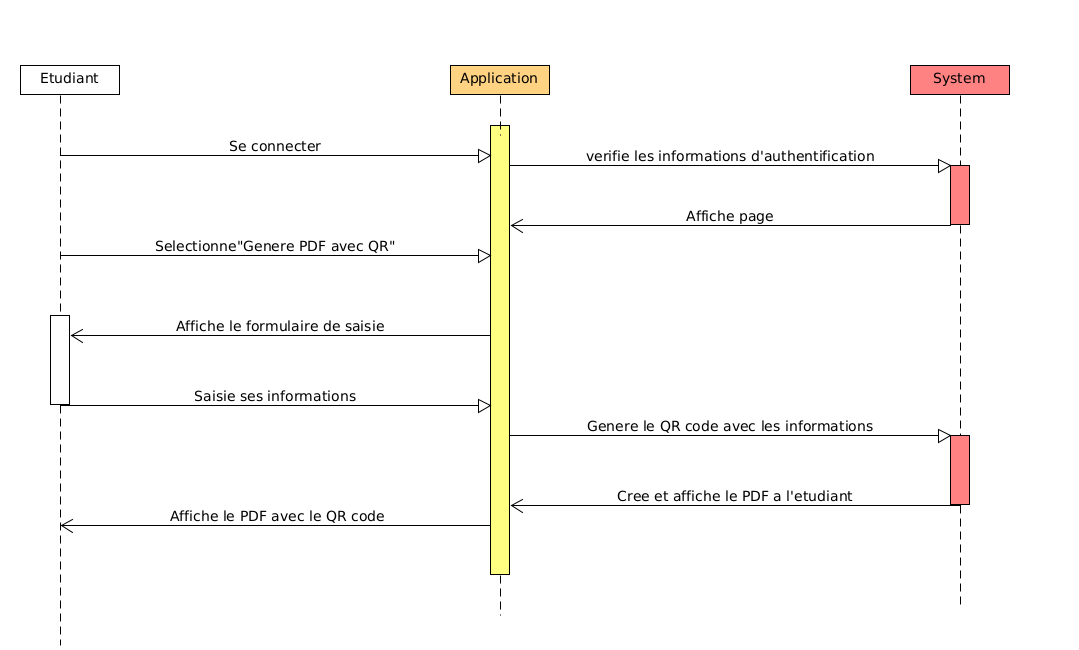 Etudiant
Application
System
Se connecter
verifie les informations d'authentification
Affiche page
Selectionne"Genere PDF avec QR"
Affiche le formulaire de saisie
Saisie ses informations
Genere le QR code avec les informations
Cree et affiche le PDF a l'etudiant
Affiche le PDF avec le QR code